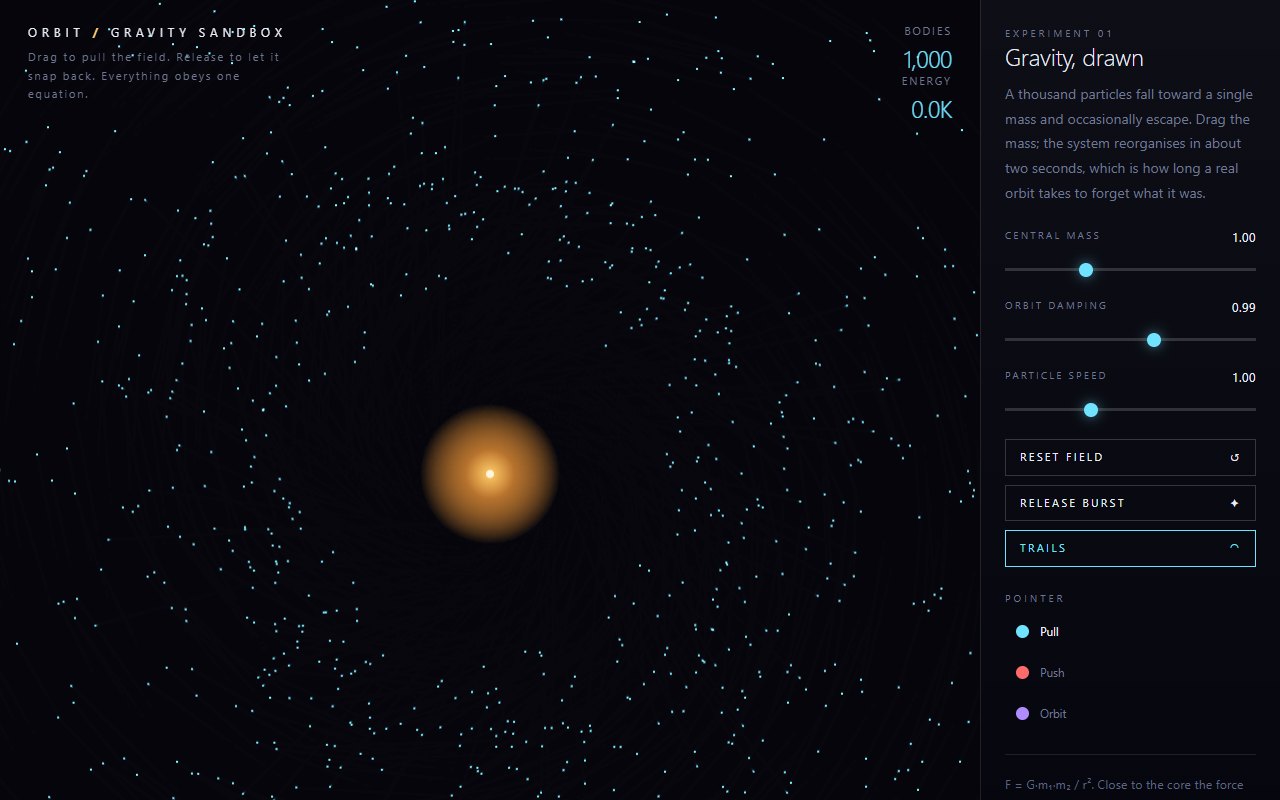 ORBIT / GRAVITY SANDBOX
Drag to pull the field. Release to let it
snap back. Everything obeys one
equation.
BODIES
1,000
ENERGY
0.0K
EXPERIMENT 01
Gravity, drawn
A thousand particles fall toward a single
mass and occasionally escape. Drag the
mass; the system reorganises in about
two seconds, which is how long a real
orbit takes to forget what it was.
CENTRAL MASS 1.00
ORBIT DAMPING 0.99
PARTICLE SPEED 1.00
RESET FIELD ↺
RELEASE BURST ✦
TRAILS ◠
POINTER
Pull
Push
Orbit
F = G·m₁·m₂ / r². Close to the core the force